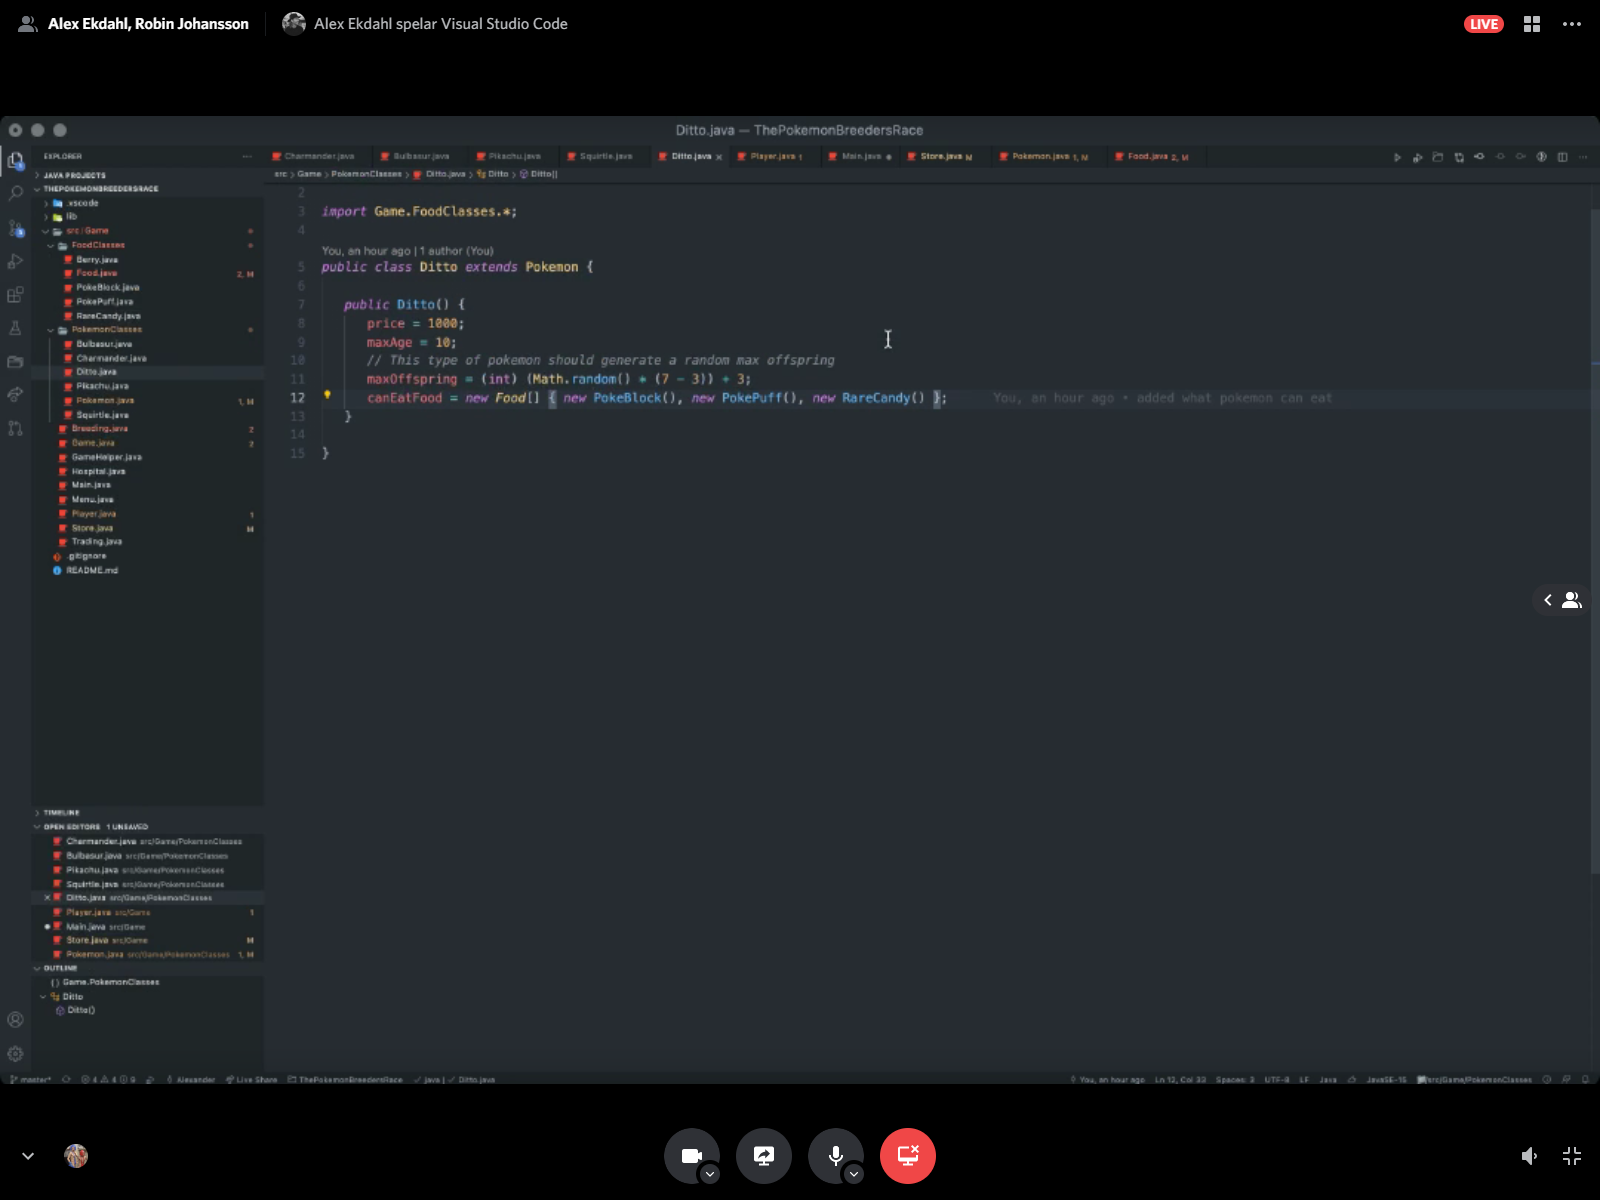 Alex Ekdahl, Robin Johansson
Alex Ekdahl spelar Visual Studio Code
LIVE
Ditto.java — ThePokemonBreedersRace
EXPLORER
Charmander.java
Bulbasur.java
Pikachu.java
Squirtle.java
Ditto.java
Player.java 1
Main.java
Store.java M
Pokemon.java 1, M
Food.java 2, M
src > Game > PokemonClasses > Ditto.java > Ditto > Ditto()
JAVA PROJECTS
THEPOKEMONBREEDERSRACE
.vscode
lib
src/Game
FoodClasses
Berry.java
Food.java 2, M
PokeBlock.java
PokePuff.java
RareCandy.java
PokemonClasses
Bulbasur.java
Charmander.java
Ditto.java
Pikachu.java
Pokemon.java 1, M
Squirtle.java
Breeding.java 2
Game.java 2
GameHelper.java
Hospital.java
Main.java
Menu.java
Player.java 1
Store.java M
Trading.java
.gitignore
README.md
2
3 import Game.FoodClasses.*;
4
You, an hour ago | 1 author (You)
5 public class Ditto extends Pokemon {
6
7 public Ditto() {
8 price = 1000;
9 maxAge = 10;
10 // This type of pokemon should generate a random max offspring
11 maxOffspring = (int) (Math.random() * (7 - 3)) + 3;
12 canEatFood = new Food[] { new PokeBlock(), new PokePuff(), new RareCandy() }; You, an hour ago • added what pokemon can eat
13 }
14
15 }
TIMELINE
OPEN EDITORS 1 UNSAVED
Charmander.java src/Game/PokemonClasses
Bulbasur.java src/Game/PokemonClasses
Pikachu.java src/Game/PokemonClasses
Squirtle.java src/Game/PokemonClasses
Ditto.java src/Game/PokemonClasses
Player.java src/Game 1
Main.java src/Game
Store.java src/Game M
Pokemon.java src/Game/PokemonClasses 1, M
OUTLINE
{} Game.PokemonClasses
Ditto
Ditto()
master* 4 4 9 Alexander Live Share ThePokemonBreedersRace java | Ditto.java You, an hour ago Ln 12, Col 33 Spaces: 3 UTF-8 LF Java JavaSE-15 src/Game/PokemonClasses